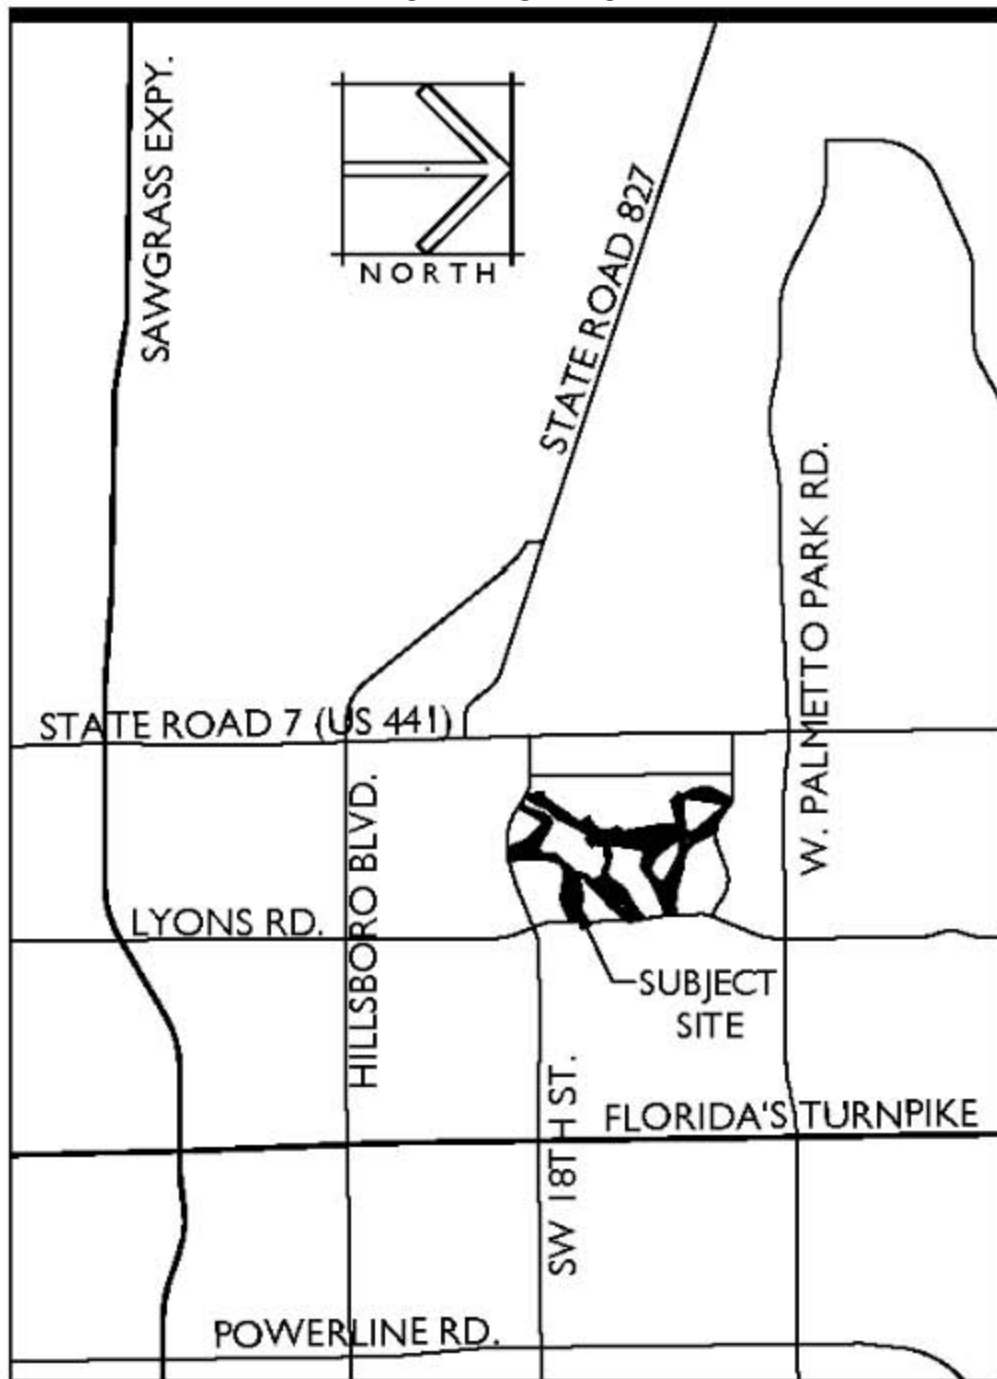 SAWGRASS EXPY.
NORTH
STATE ROAD 827
W. PALMETTO PARK RD.
STATE ROAD 7 (US 441)
HILLSBORO BLVD.
LYONS RD.
SUBJECT
SITE
SW 18TH ST.
FLORIDA'S TURNPIKE
POWERLINE RD.